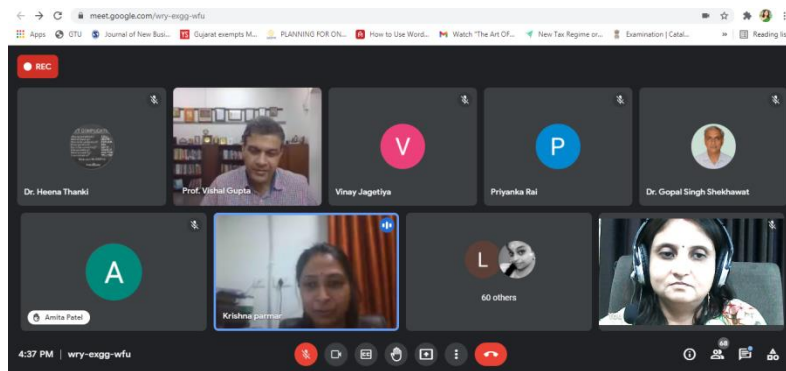 meet.google.com/wry-exgg-wfu
Apps GTU Journal of New Busi... Gujarat exempts M... PLANNING FOR ON... How to Use Word... Watch "The Art OF... New Tax Regime or... Examination | Catal... » Reading lis
REC
Dr. Heena Thanki
Prof. Vishal Gupta
V
Vinay Jagetiya
P
Priyanka Rai
Dr. Gopal Singh Shekhawat
A
Amita Patel
Krishna parmar
L
60 others
4:37 PM | wry-exgg-wfu
68